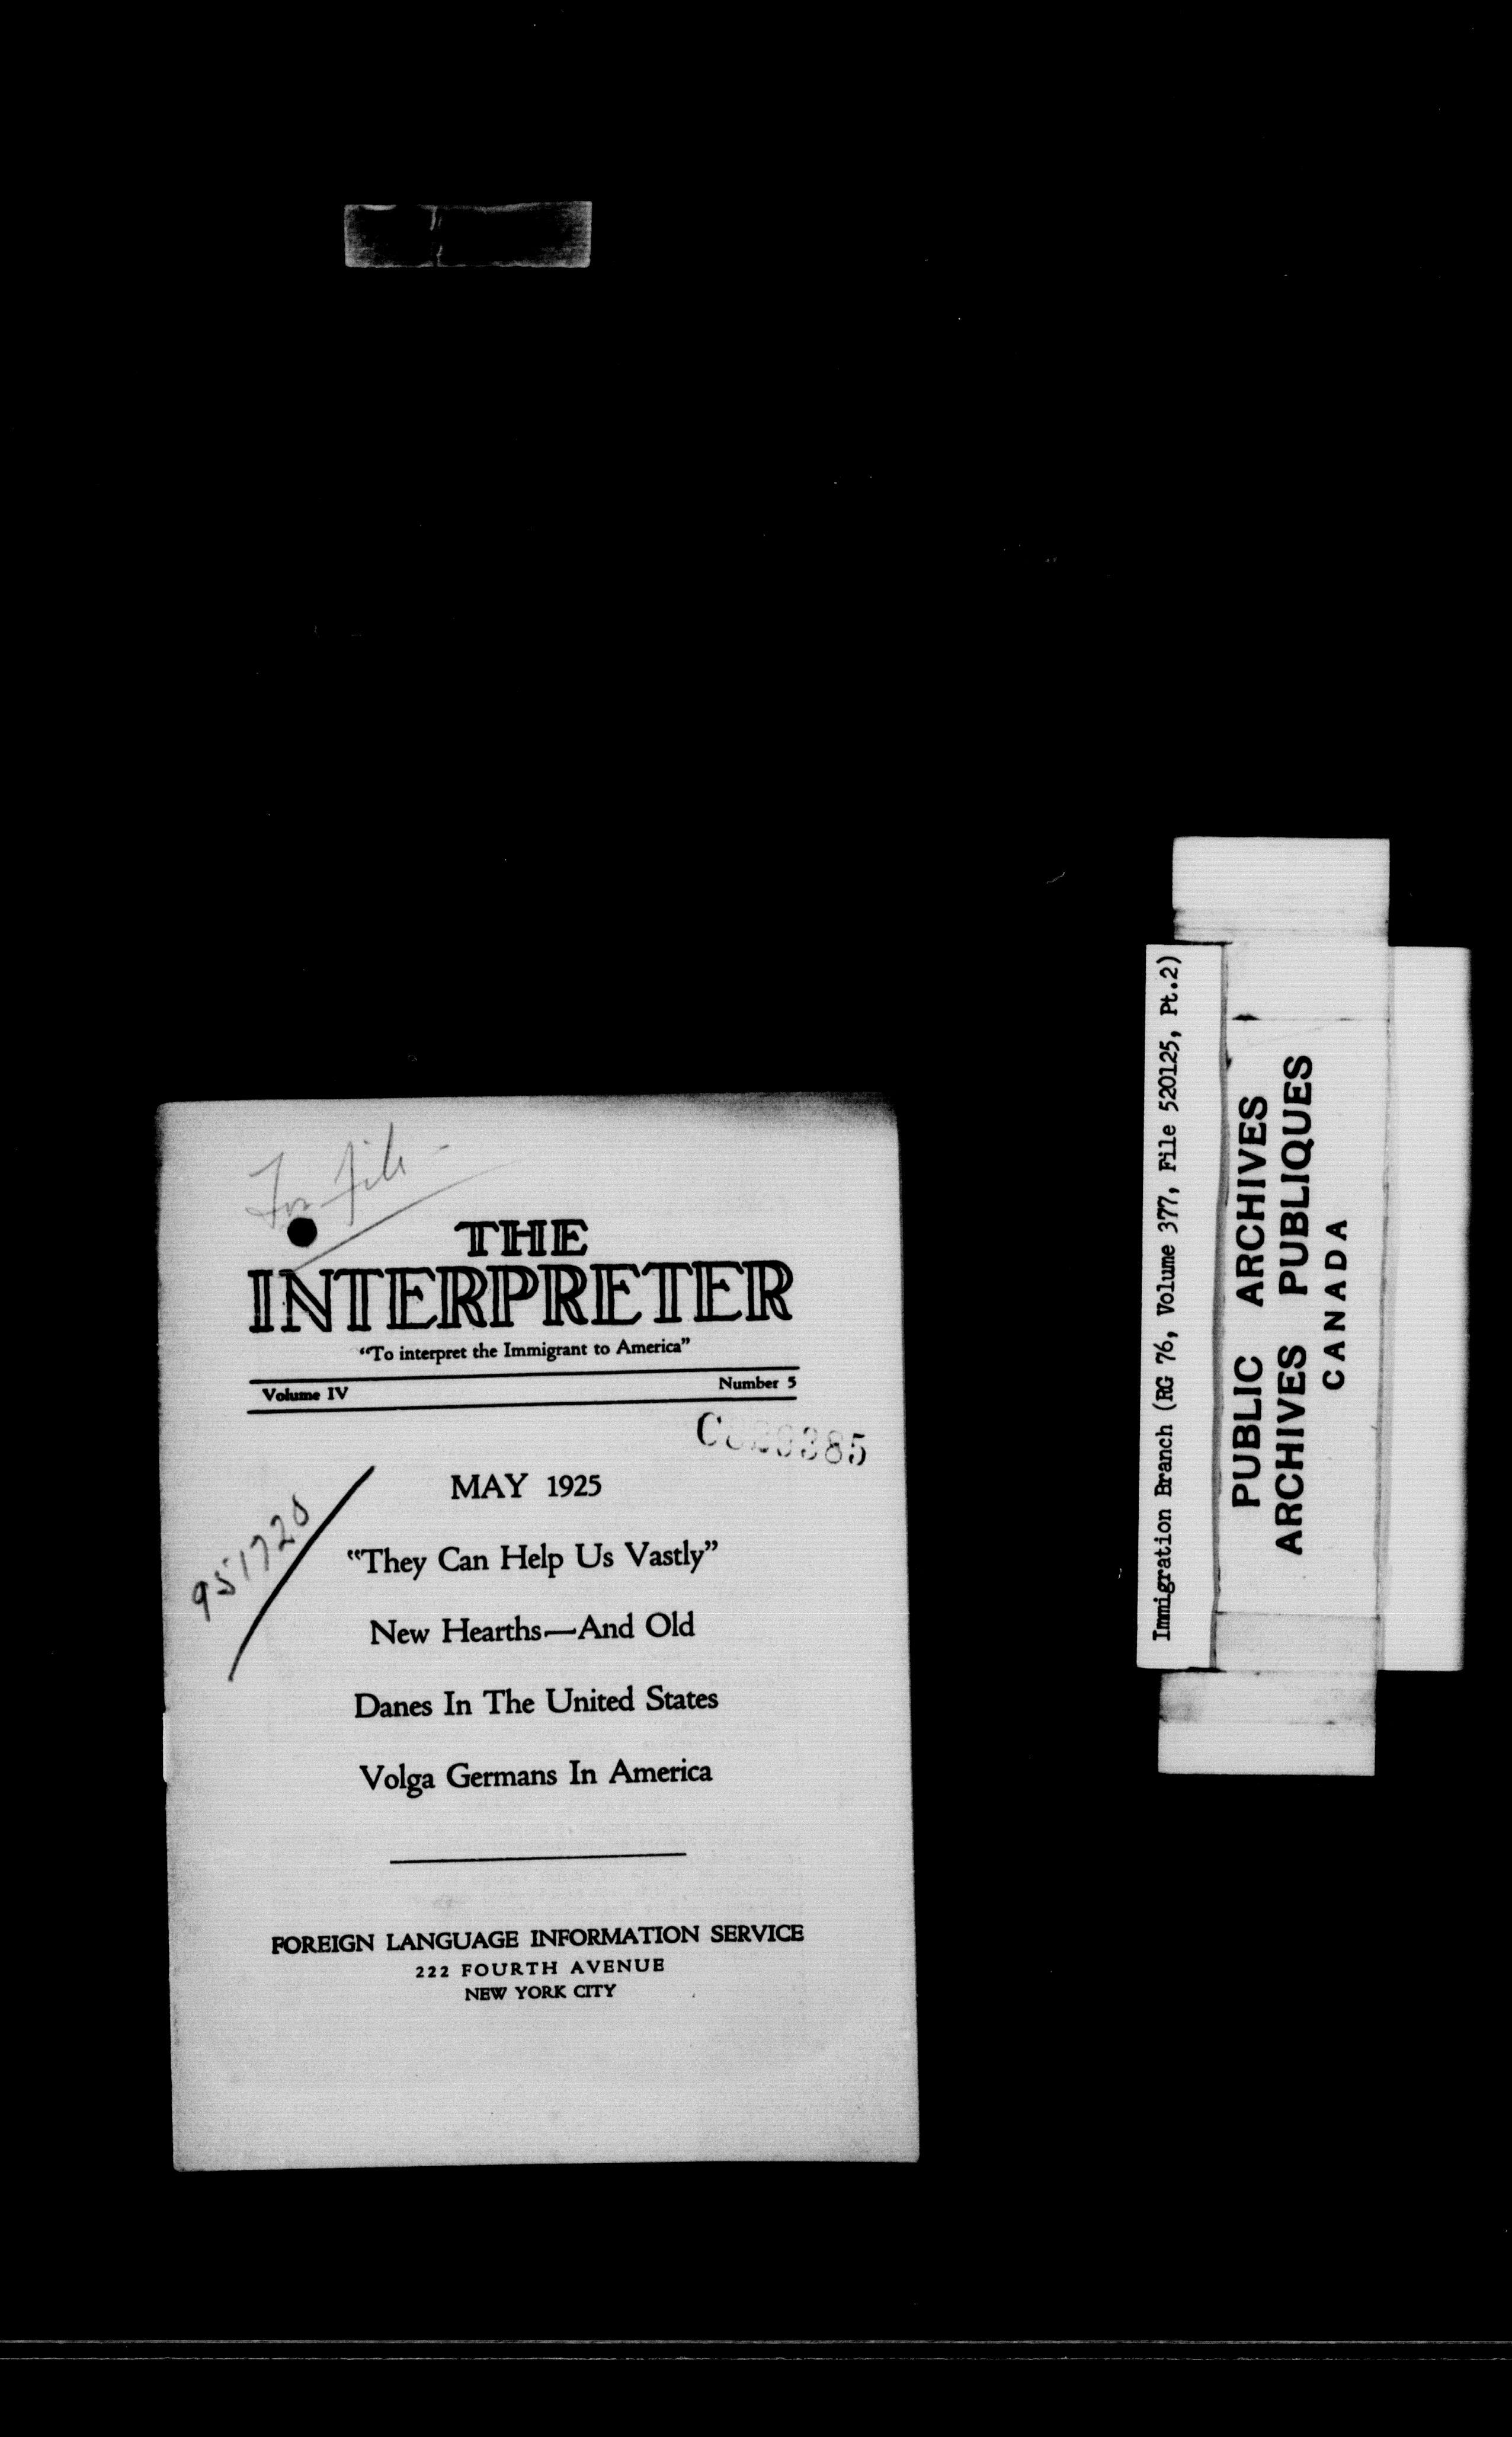 For file
THE
INTERPRETER
“To interpret the Immigrant to America”
Volume IV Number 5
MAY 1925
951728
“They Can Help Us Vastly”
New Hearths—And Old
Danes In The United States
Volga Germans In America
FOREIGN LANGUAGE INFORMATION SERVICE
222 FOURTH AVENUE
NEW YORK CITY
Immigration Branch (RG 76, Volume 377, File 520125, Pt.2)
PUBLIC ARCHIVES
ARCHIVES PUBLIQUES
CANADA